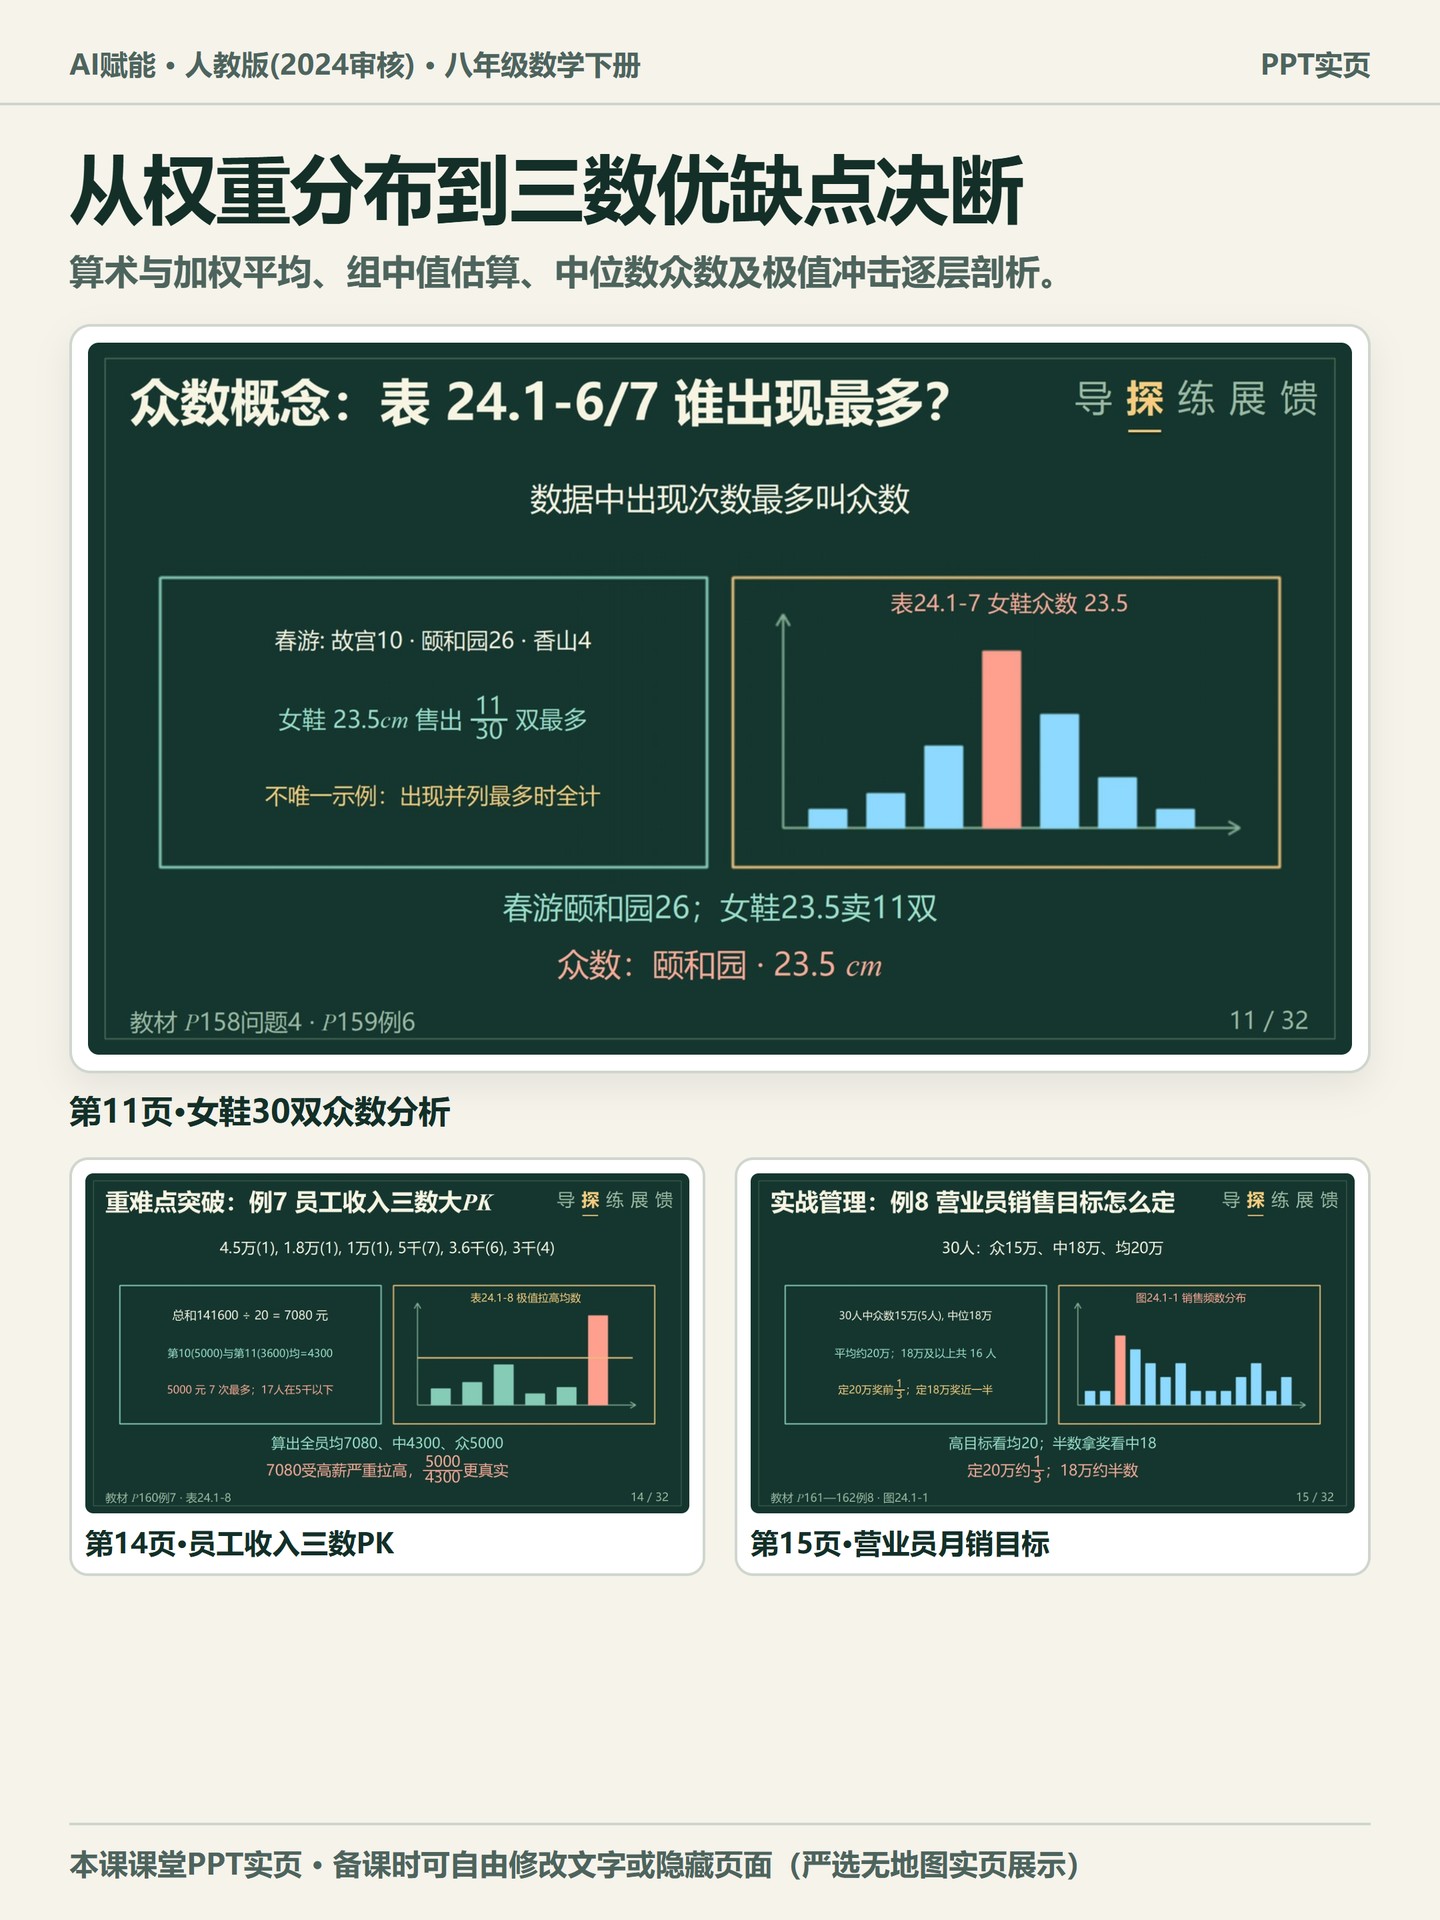 AI赋能 • 人教版(2024审核) • 八年级数学下册
PPT实页
从权重分布到三数优缺点决断
算术与加权平均、组中值估算、中位数众数及极值冲击逐层剖析。
众数概念：表 24.1-6/7 谁出现最多？
导 探 练 展 馈
数据中出现次数最多叫众数
春游: 故宫10 · 颐和园26 · 香山4
女鞋 23.5cm 售出 11/30 双最多
不唯一示例：出现并列最多时全计
表24.1-7 女鞋众数 23.5
春游颐和园26；女鞋23.5卖11双
众数：颐和园 · 23.5 cm
教材 P158问题4 · P159例6
11 / 32
第11页•女鞋30双众数分析
重难点突破：例7 员工收入三数大PK
导 探 练 展 馈
4.5万(1), 1.8万(1), 1万(1), 5千(7), 3.6千(6), 3千(4)
总和141600 ÷ 20 = 7080 元
第10(5000)与第11(3600)均=4300
5000 元 7 次最多；17人在5千以下
表24.1-8 极值拉高均数
算出全员均7080、中4300、众5000
7080受高薪严重拉高，5000/4300更真实
教材 P160例7 · 表24.1-8
14 / 32
第14页•员工收入三数PK
实战管理：例8 营业员销售目标怎么定
导 探 练 展 馈
30人：众15万、中18万、均20万
30人中众数15万(5人), 中位18万
平均约20万；18万及以上共 16 人
定20万奖前1/3；定18万奖近一半
图24.1-1 销售频数分布
高目标看均20；半数拿奖看中18
定20万约1/3；18万约半数
教材 P161—162例8 · 图24.1-1
15 / 32
第15页•营业员月销目标
本课课堂PPT实页 • 备课时可自由修改文字或隐藏页面（严选无地图实页展示）